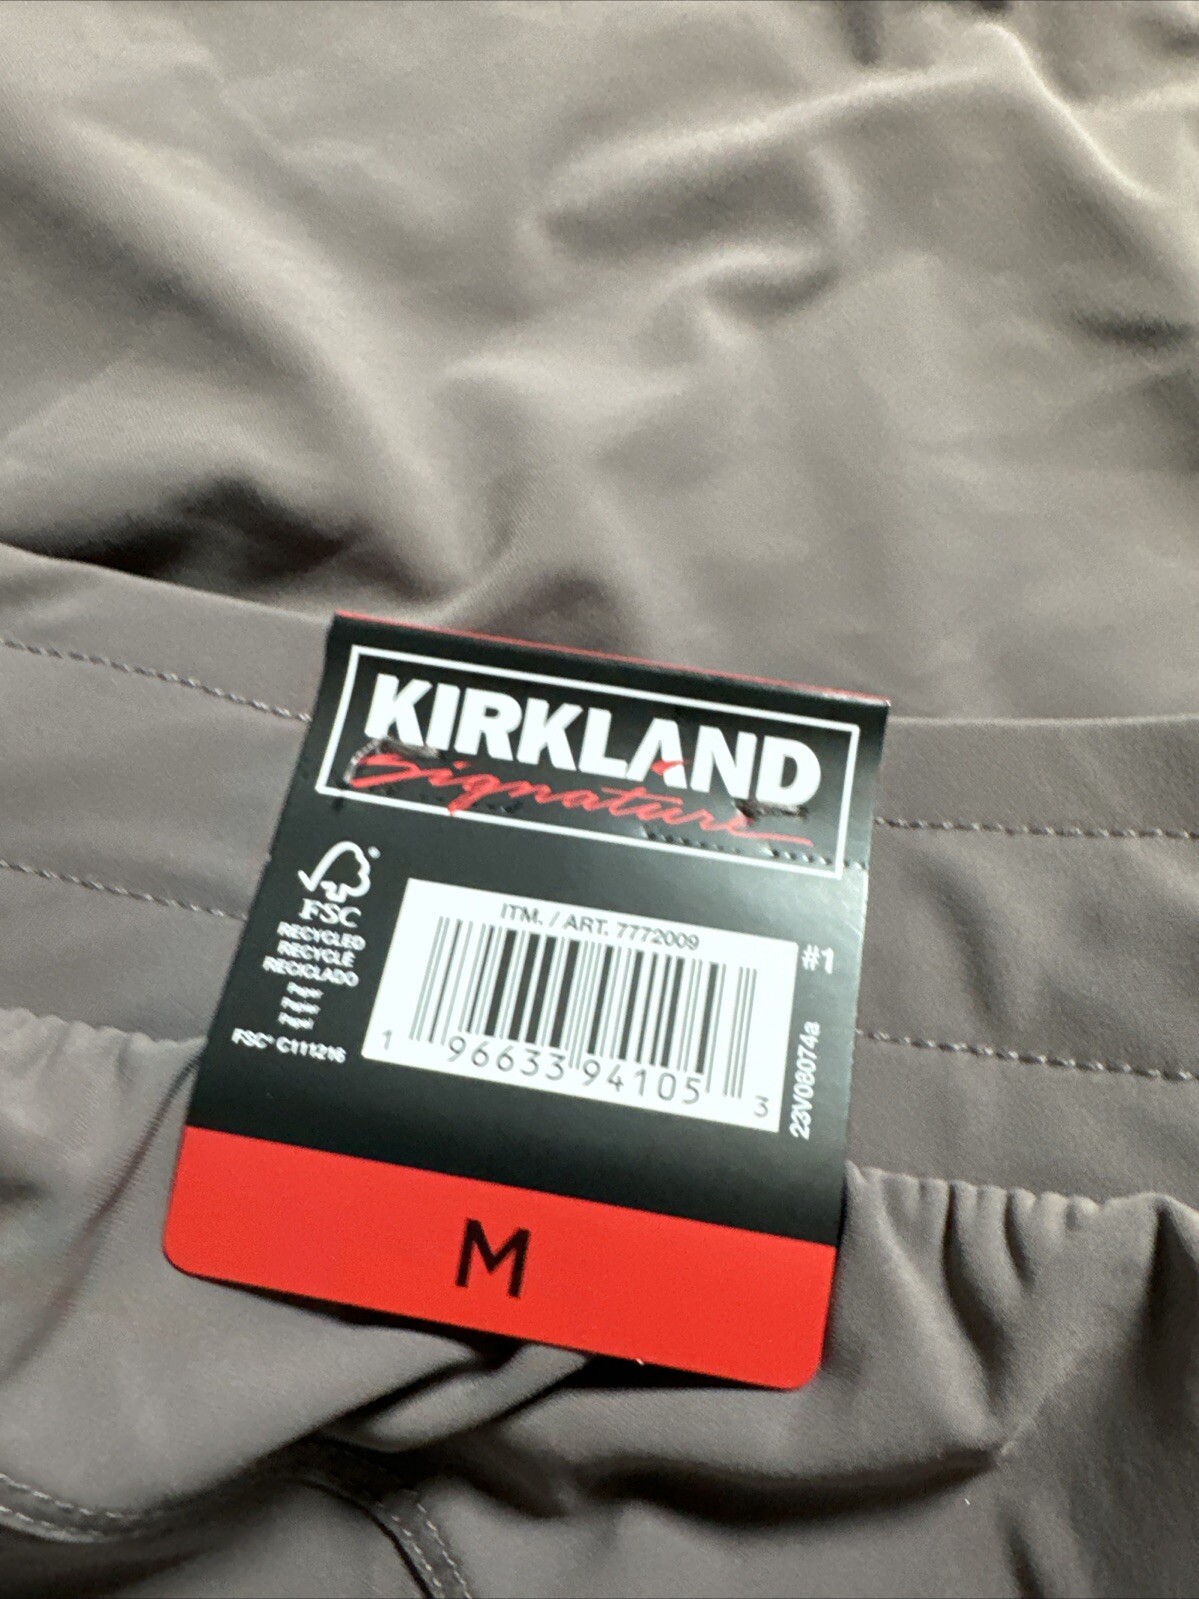 KIRKLAND
Signature
FSC
RECYCLED
RECYCLÉ
RECICLADO
Paper
Papier
Papel
FSC® C111216
ITM. / ART. 7772009
1 96633 94105 3
#1
23V08074a
M